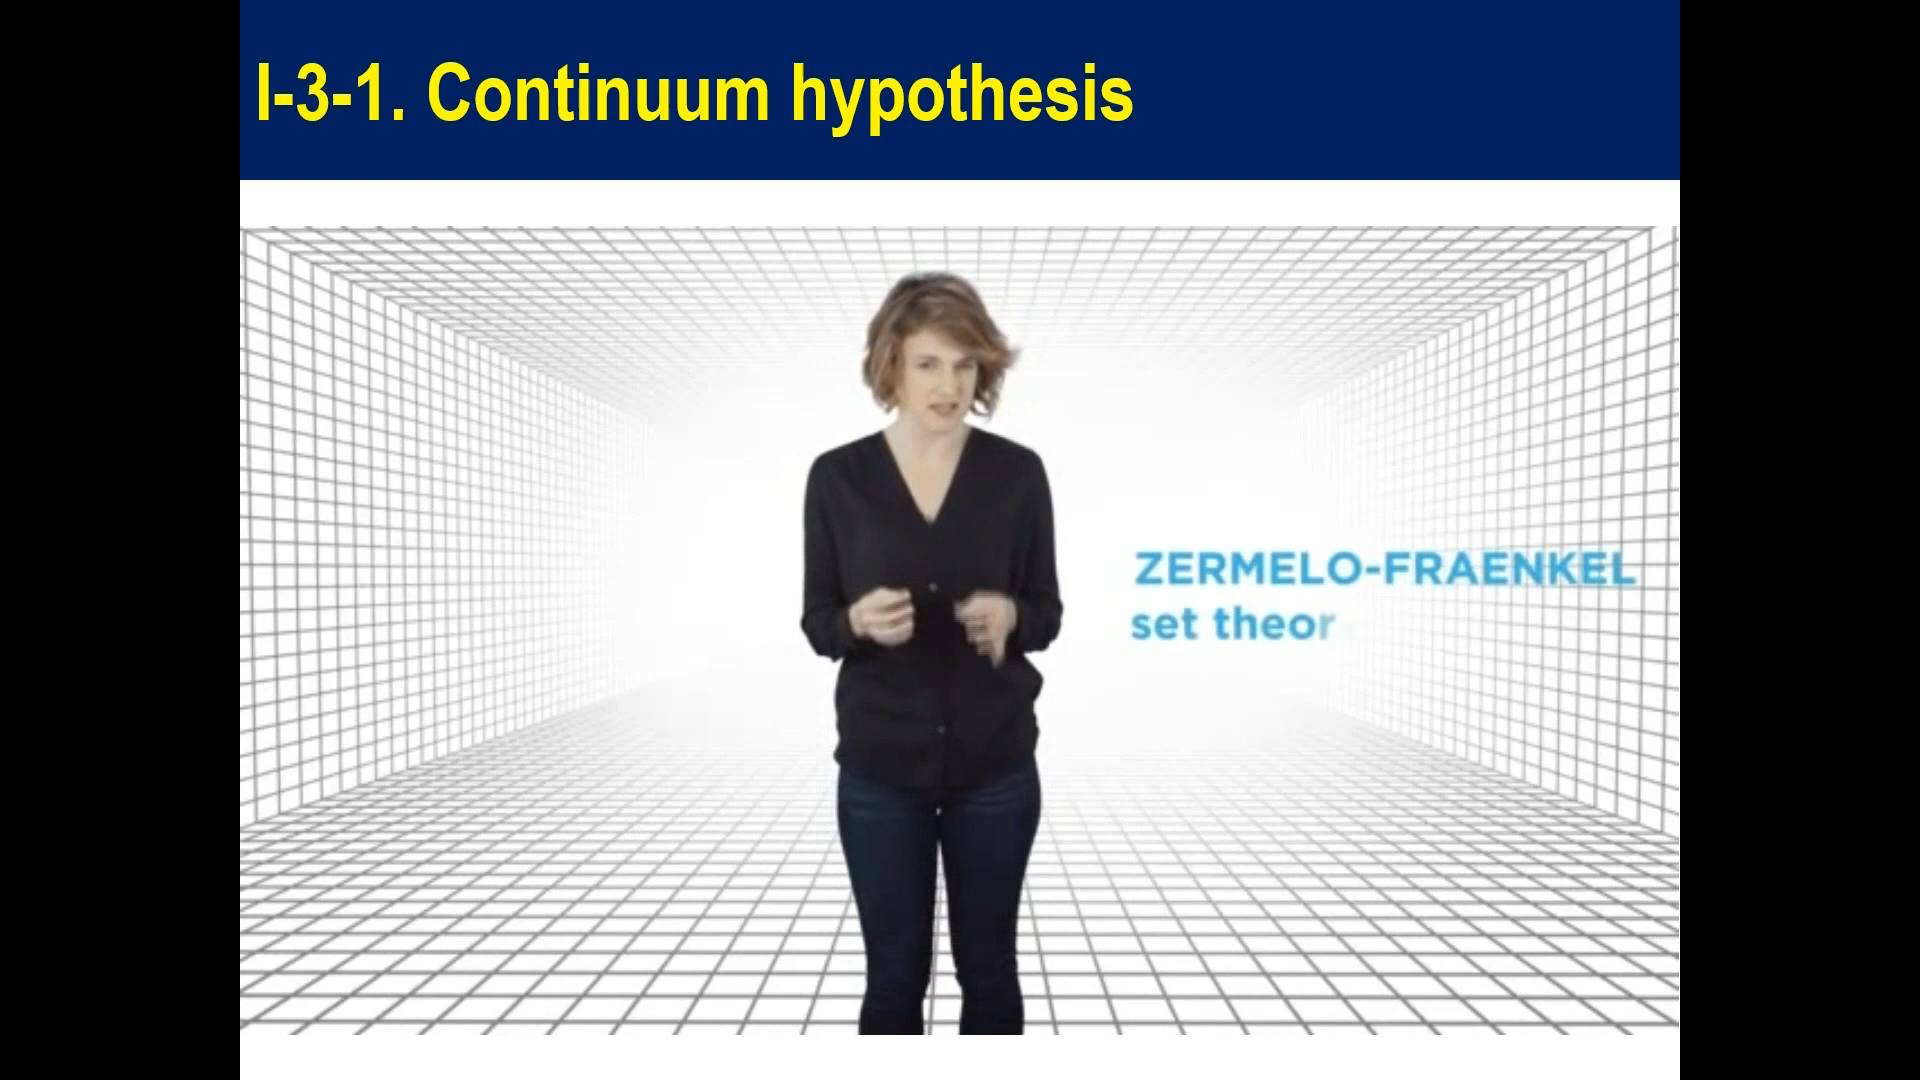 I-3-1. Continuum hypothesis
ZERMELO-FRAENKEL
set theor